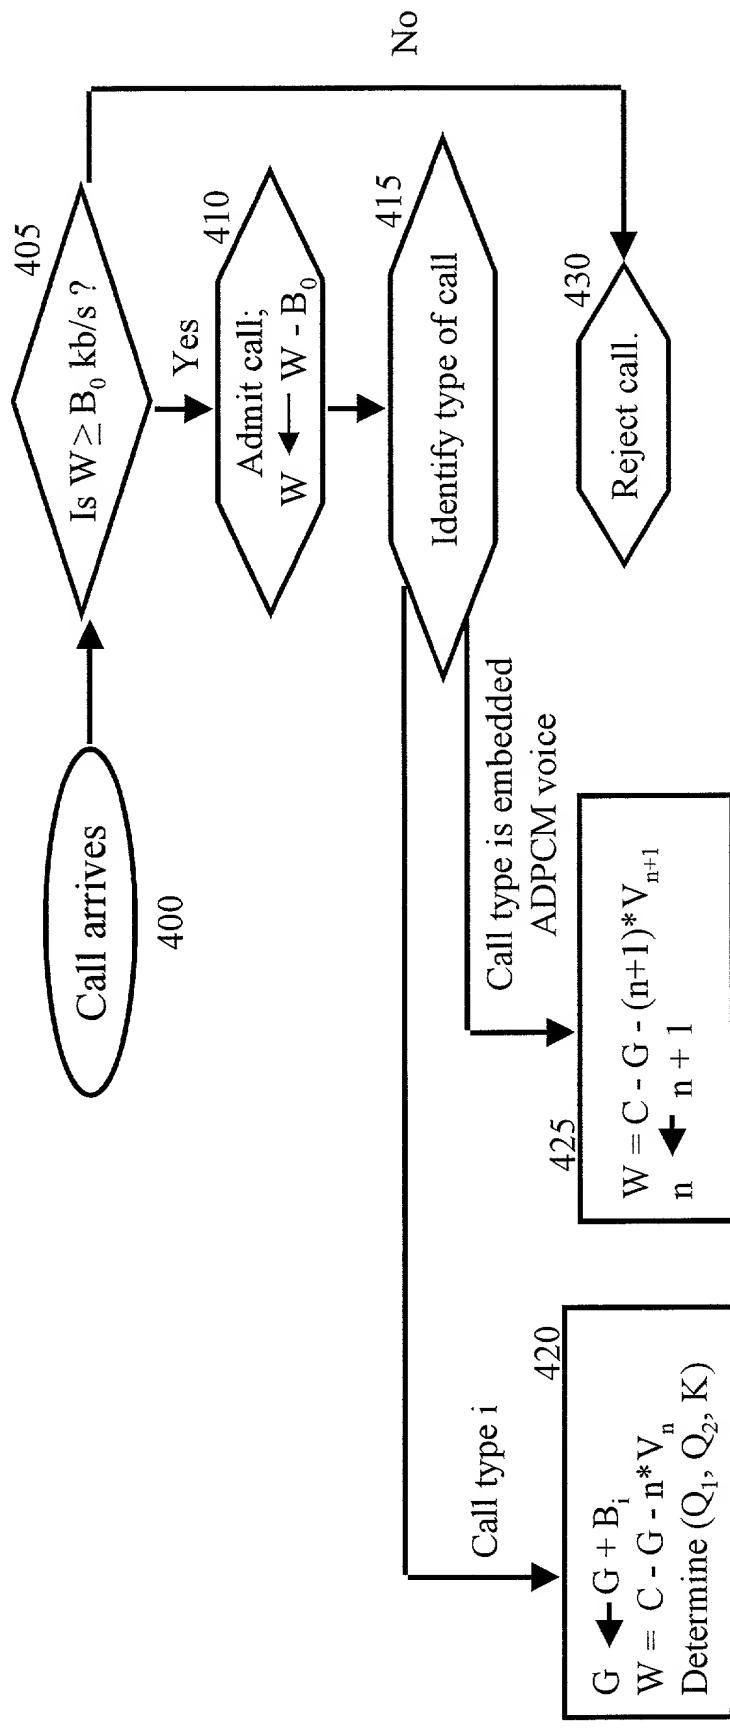 Call arrives
400
405
Is W ≥ B₀ kb/s ?
No
Yes
410
Admit call;
W ← W - B₀
415
Identify type of call
430
Reject call.
Call type is embedded
ADPCM voice
425
W = C - G - (n+1)*Vₙ₊₁
n ← n + 1
Call type i
420
G ← G + Bᵢ
W = C - G - n*Vₙ
Determine (Q₁, Q₂, K)